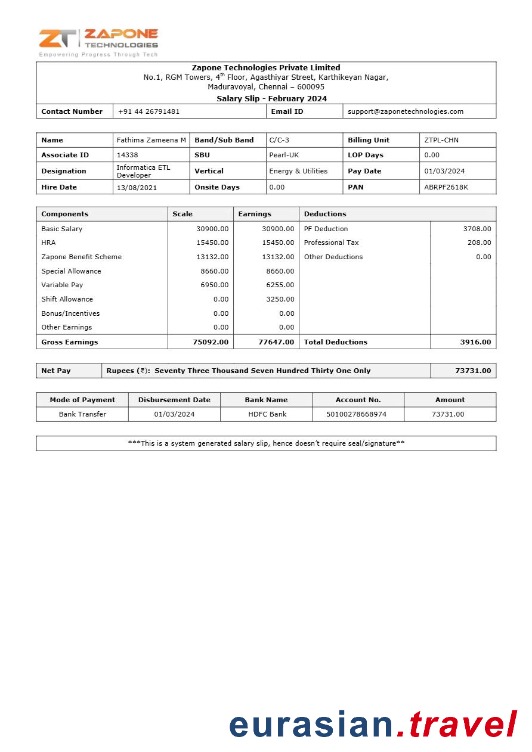 ZT ZAPONE
TECHNOLOGIES
Empowering Progress Through Tech
Zapone Technologies Private Limited
No.1, RGM Towers, 4th Floor, Agasthiyar Street, Karthikeyan Nagar,
Maduravoyal, Chennai – 600095
Salary Slip - February 2024
Contact Number +91 44 26791481 Email ID support@zaponetechnologies.com
Name Fathima Zameena M Band/Sub Band C/C-3 Billing Unit ZTPL-CHN
Associate ID 14338 SBU Pearl-UK LOP Days 0.00
Designation Informatica ETL Developer Vertical Energy & Utilities Pay Date 01/03/2024
Hire Date 13/08/2021 Onsite Days 0.00 PAN ABRPF2618K
Components Scale Earnings Deductions
Basic Salary 30900.00 30900.00 PF Deduction 3708.00
HRA 15450.00 15450.00 Professional Tax 208.00
Zapone Benefit Scheme 13132.00 13132.00 Other Deductions 0.00
Special Allowance 8660.00 8660.00
Variable Pay 6950.00 6255.00
Shift Allowance 0.00 3250.00
Bonus/Incentives 0.00 0.00
Other Earnings 0.00 0.00
Gross Earnings 75092.00 77647.00 Total Deductions 3916.00
Net Pay Rupees (₹): Seventy Three Thousand Seven Hundred Thirty One Only 73731.00
Mode of Payment Disbursement Date Bank Name Account No. Amount
Bank Transfer 01/03/2024 HDFC Bank 50100278668974 73731.00
***This is a system generated salary slip, hence doesn't require seal/signature**
eurasian.travel